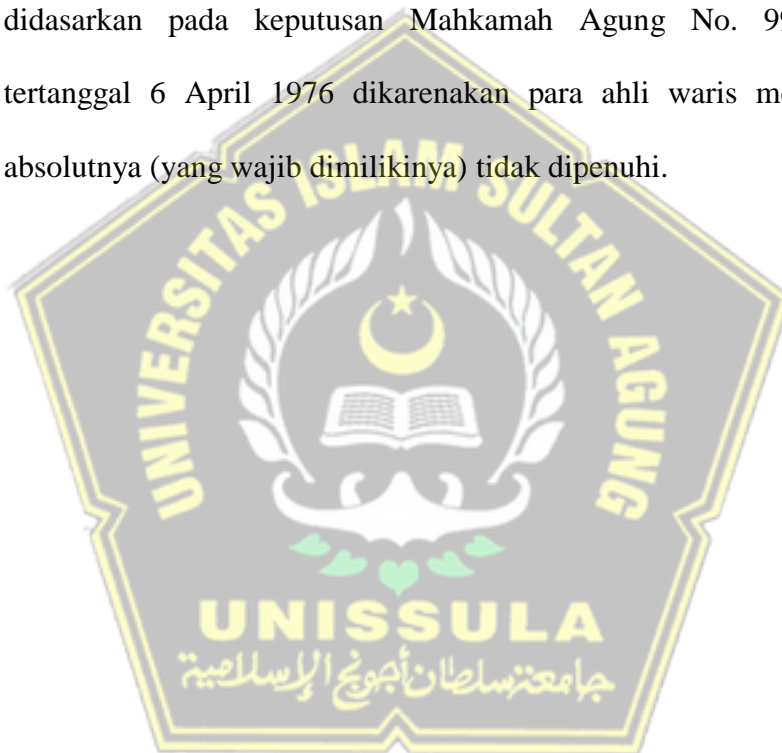 didasarkan pada keputusan Mahkamah Agung No.
tertanggal 6 April 1976 dikarenakan para ahli waris
absolutnya (yang wajib dimilikinya) tidak dipenuhi.
UNIVERSITAS ISLAM SULTAN AGUNG
UNISSULA
جامعة سلطان أجونج الإسلامية